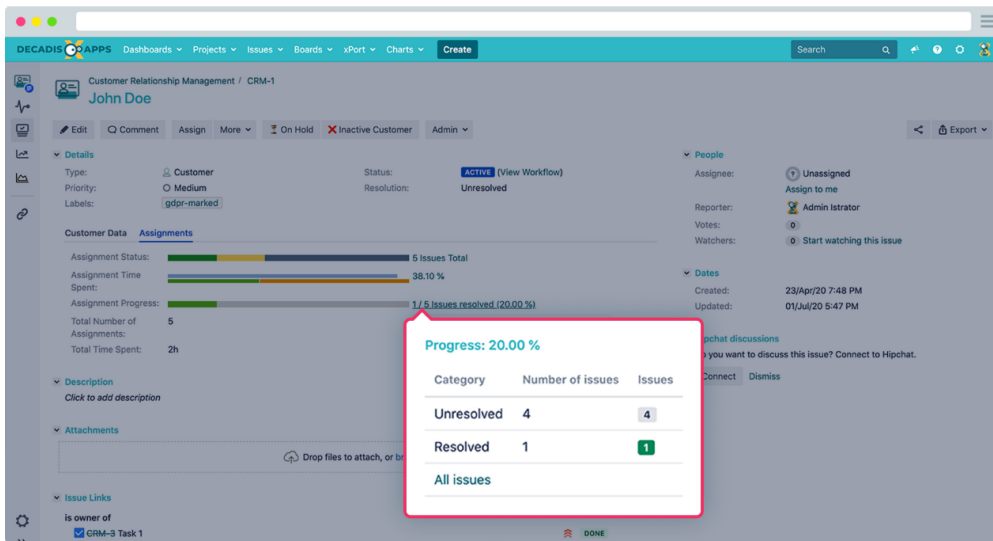 DECADIS APPS Dashboards Projects Issues Boards xPort Charts Create Search
Customer Relationship Management / CRM-1
John Doe
Edit Comment Assign More On Hold Inactive Customer Admin Export
Details
Type: Customer Status: ACTIVE (View Workflow)
Priority: Medium Resolution: Unresolved
Labels: gdpr-marked
Customer Data Assignments
Assignment Status: 5 Issues Total
Assignment Time Spent: 38.10 %
Assignment Progress: 1 / 5 Issues resolved (20.00 %)
Total Number of Assignments: 5
Total Time Spent: 2h
Description
Click to add description
Attachments
Drop files to attach, or
Issue Links
is owner of
CRM-3 Task 1 DONE
People
Assignee: Unassigned
Assign to me
Reporter: Admin Istrator
Votes: 0
Watchers: 0 Start watching this issue
Dates
Created: 23/Apr/20 7:48 PM
Updated: 01/Jul/20 5:47 PM
discussions
you want to discuss this issue? Connect to Hipchat.
Connect Dismiss
Progress: 20.00 %
Category Number of issues Issues
Unresolved 4 4
Resolved 1 1
All issues